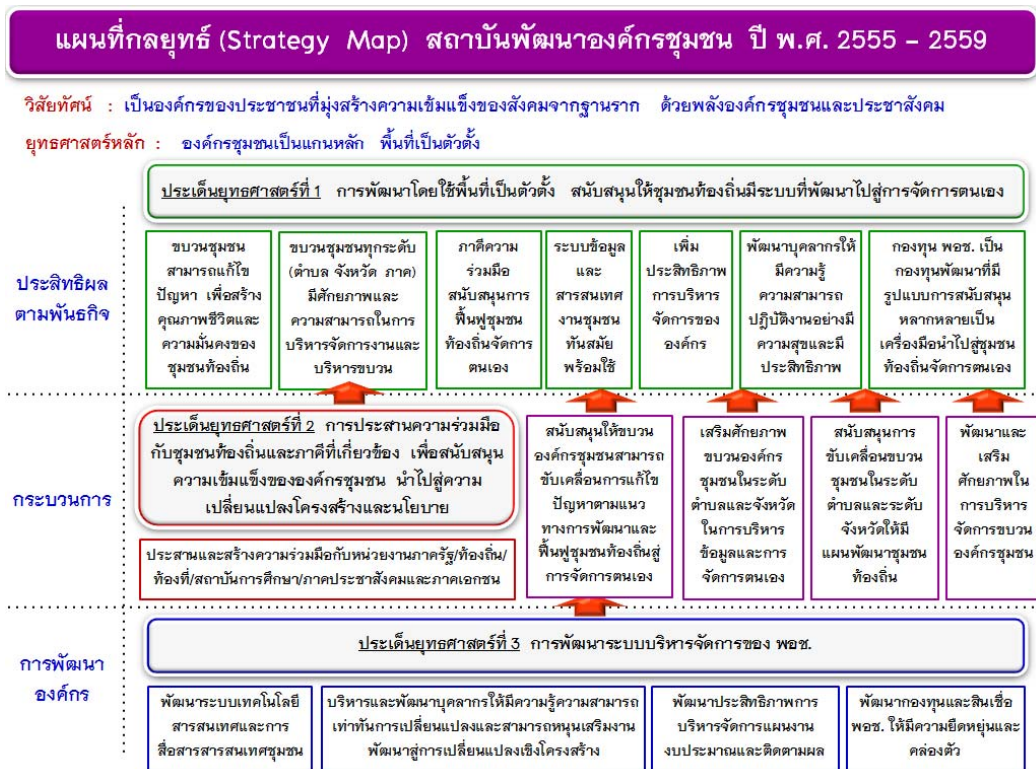 แผนที่กลยุทธ์ (Strategy Map) สถาบันพัฒนาองค์กรชุมชน ปี พ.ศ. 2555 – 2559
วิสัยทัศน์ : เป็นองค์กรของประชาชนที่มุ่งสร้างความเข้มแข็งของสังคมจากฐานราก ด้วยพลังองค์กรชุมชนและประชาสังคม
ยุทธศาสตร์หลัก : องค์กรชุมชนเป็นแกนหลัก พื้นที่เป็นตัวตั้ง
ประเด็นยุทธศาสตร์ที่ 1 การพัฒนาโดยใช้พื้นที่เป็นตัวตั้ง สนับสนุนให้ชุมชนท้องถิ่นมีระบบที่พัฒนาไปสู่การจัดการตนเอง
ประสิทธิผล
ตามพันธกิจ
ขบวนชุมชน
สามารถแก้ไข
ปัญหา เพื่อสร้าง
คุณภาพชีวิตและ
ความมั่นคงของ
ชุมชนท้องถิ่น
ขบวนชุมชนทุกระดับ
(ตำบล จังหวัด ภาค)
มีศักยภาพและ
ความสามารถในการ
บริหารจัดการงานและ
บริหารขบวน
ภาคีความ
ร่วมมือ
สนับสนุนการ
ฟื้นฟูชุมชน
ท้องถิ่นจัดการ
ตนเอง
ระบบข้อมูล
และ
สารสนเทศ
งานชุมชน
ทันสมัย
พร้อมใช้
เพิ่ม
ประสิทธิภาพ
การบริหาร
จัดการของ
องค์กร
พัฒนาบุคลากรให้
มีความรู้
ความสามารถ
ปฏิบัติงานอย่างมี
ความสุขและมี
ประสิทธิภาพ
กองทุน พอช. เป็น
กองทุนพัฒนาที่มี
รูปแบบการสนับสนุน
หลากหลายเป็น
เครื่องมือนำไปสู่ชุมชน
ท้องถิ่นจัดการตนเอง
กระบวนการ
ประเด็นยุทธศาสตร์ที่ 2 การประสานความร่วมมือ
กับชุมชนท้องถิ่นและภาคีที่เกี่ยวข้อง เพื่อสนับสนุน
ความเข้มแข็งขององค์กรชุมชน นำไปสู่ความ
เปลี่ยนแปลงโครงสร้างและนโยบาย
ประสานและสร้างความร่วมมือกับหน่วยงานภาครัฐ/ท้องถิ่น/
ท้องที่/สถาบันการศึกษา/ภาคประชาสังคมและภาคเอกชน
สนับสนุนให้ขบวน
องค์กรชุมชนสามารถ
ขับเคลื่อนการแก้ไข
ปัญหาตามแนว
ทางการพัฒนาและ
ฟื้นฟูชุมชนท้องถิ่นสู่
การจัดการตนเอง
เสริมศักยภาพ
ขบวนองค์กร
ชุมชนในระดับ
ตำบลและจังหวัด
ในการบริหาร
ข้อมูลและการ
จัดการตนเอง
สนับสนุนการ
ขับเคลื่อนขบวน
ชุมชนในระดับ
ตำบลและระดับ
จังหวัดให้มี
แผนพัฒนาชุมชน
ท้องถิ่น
พัฒนาและ
เสริม
ศักยภาพใน
การบริหาร
จัดการขบวน
องค์กรชุมชน
การพัฒนา
องค์กร
ประเด็นยุทธศาสตร์ที่ 3 การพัฒนาระบบบริหารจัดการของ พอช.
พัฒนาระบบเทคโนโลยี
สารสนเทศและการ
สื่อสารสารสนเทศชุมชน
บริหารและพัฒนาบุคลากรให้มีความรู้ความสามารถ
เท่าทันการเปลี่ยนแปลงและสามารถหนุนเสริมงาน
พัฒนาสู่การเปลี่ยนแปลงเชิงโครงสร้าง
พัฒนาประสิทธิภาพการ
บริหารจัดการแผนงาน
งบประมาณและติดตามผล
พัฒนากองทุนและสินเชื่อ
พอช. ให้มีความยืดหยุ่นและ
คล่องตัว